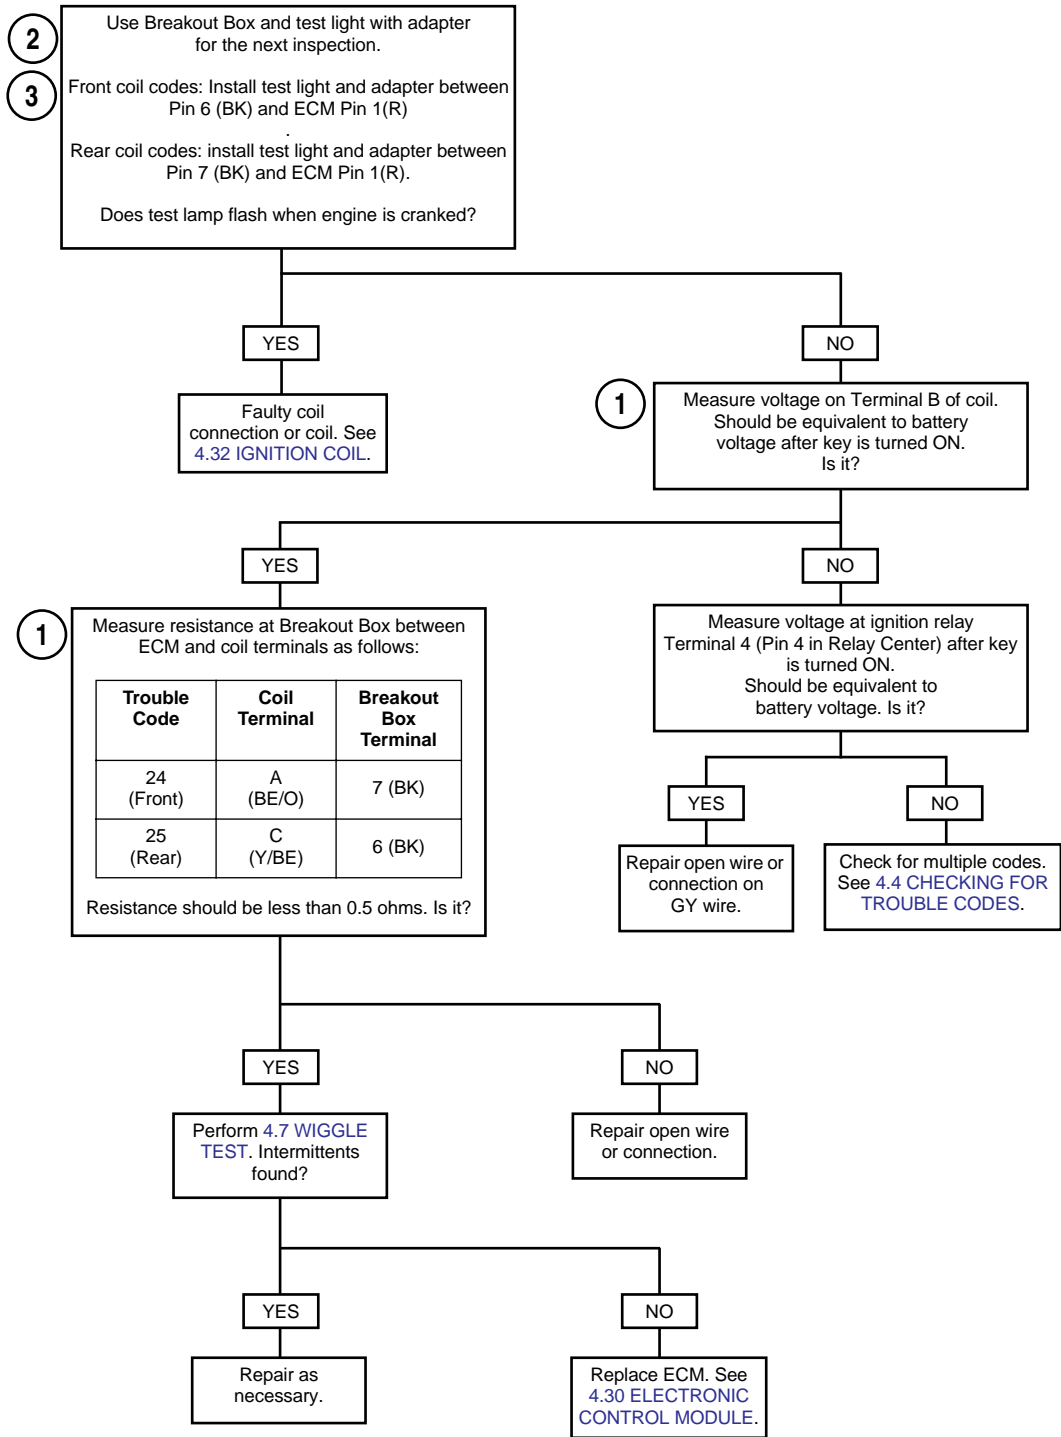 2
Use Breakout Box and test light with adapter
for the next inspection.
3
Front coil codes: Install test light and adapter between
Pin 6 (BK) and ECM Pin 1(R)
.
Rear coil codes: install test light and adapter between
Pin 7 (BK) and ECM Pin 1(R).
Does test lamp flash when engine is cranked?
YES
NO
Faulty coil
connection or coil. See
4.32 IGNITION COIL.
1
Measure voltage on Terminal B of coil.
Should be equivalent to battery
voltage after key is turned ON.
Is it?
YES
NO
1
Measure resistance at Breakout Box between
ECM and coil terminals as follows:
Trouble
Code
Coil
Terminal
Breakout
Box
Terminal
24
(Front)
A
(BE/O)
7 (BK)
25
(Rear)
C
(Y/BE)
6 (BK)
Resistance should be less than 0.5 ohms. Is it?
Measure voltage at ignition relay
Terminal 4 (Pin 4 in Relay Center) after key
is turned ON.
Should be equivalent to
battery voltage. Is it?
YES
NO
Repair open wire or
connection on
GY wire.
Check for multiple codes.
See 4.4 CHECKING FOR
TROUBLE CODES.
YES
NO
Perform 4.7 WIGGLE
TEST. Intermittents
found?
Repair open wire
or connection.
YES
NO
Repair as
necessary.
Replace ECM. See
4.30 ELECTRONIC
CONTROL MODULE.